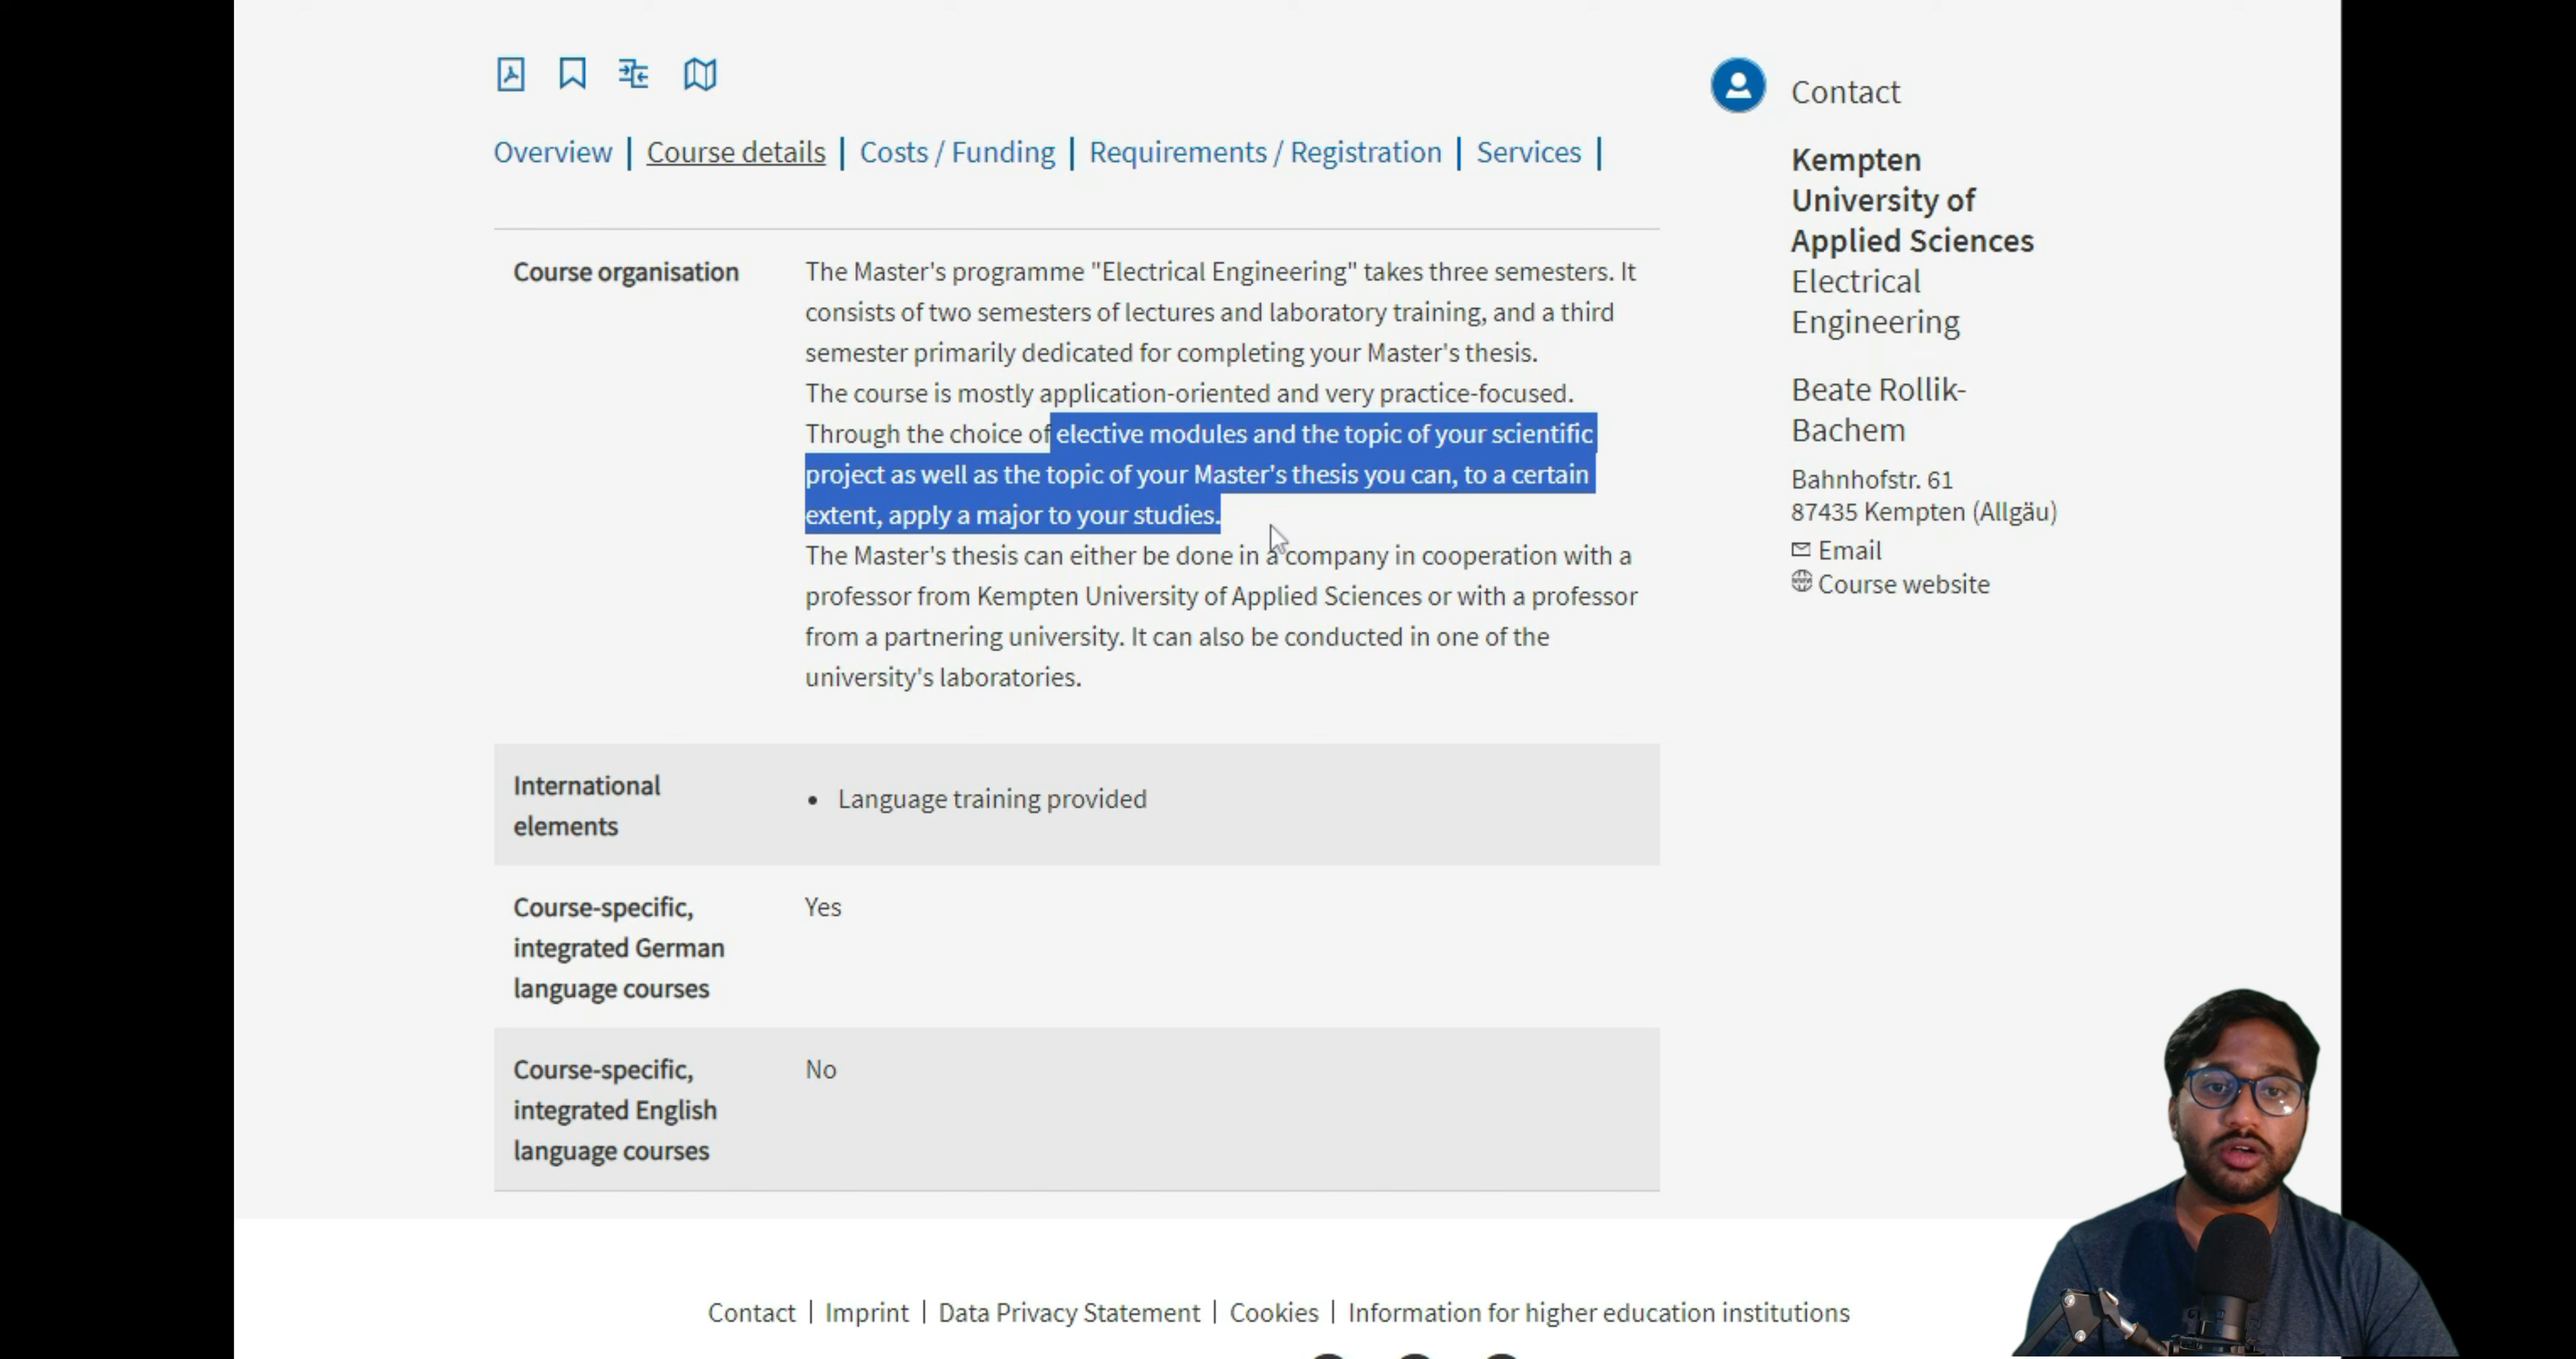 Overview | Course details | Costs / Funding | Requirements / Registration | Services |
Course organisation
The Master's programme "Electrical Engineering" takes three semesters. It
consists of two semesters of lectures and laboratory training, and a third
semester primarily dedicated for completing your Master's thesis.
The course is mostly application-oriented and very practice-focused.
Through the choice of elective modules and the topic of your scientific
project as well as the topic of your Master's thesis you can, to a certain
extent, apply a major to your studies.
The Master's thesis can either be done in a company in cooperation with a
professor from Kempten University of Applied Sciences or with a professor
from a partnering university. It can also be conducted in one of the
university's laboratories.
International
elements
• Language training provided
Course-specific,
integrated German
language courses
Yes
Course-specific,
integrated English
language courses
No
Contact
Kempten
University of
Applied Sciences
Electrical
Engineering
Beate Rollik-
Bachem
Bahnhofstr. 61
87435 Kempten (Allgäu)
Email
Course website
Contact | Imprint | Data Privacy Statement | Cookies | Information for higher education institutions